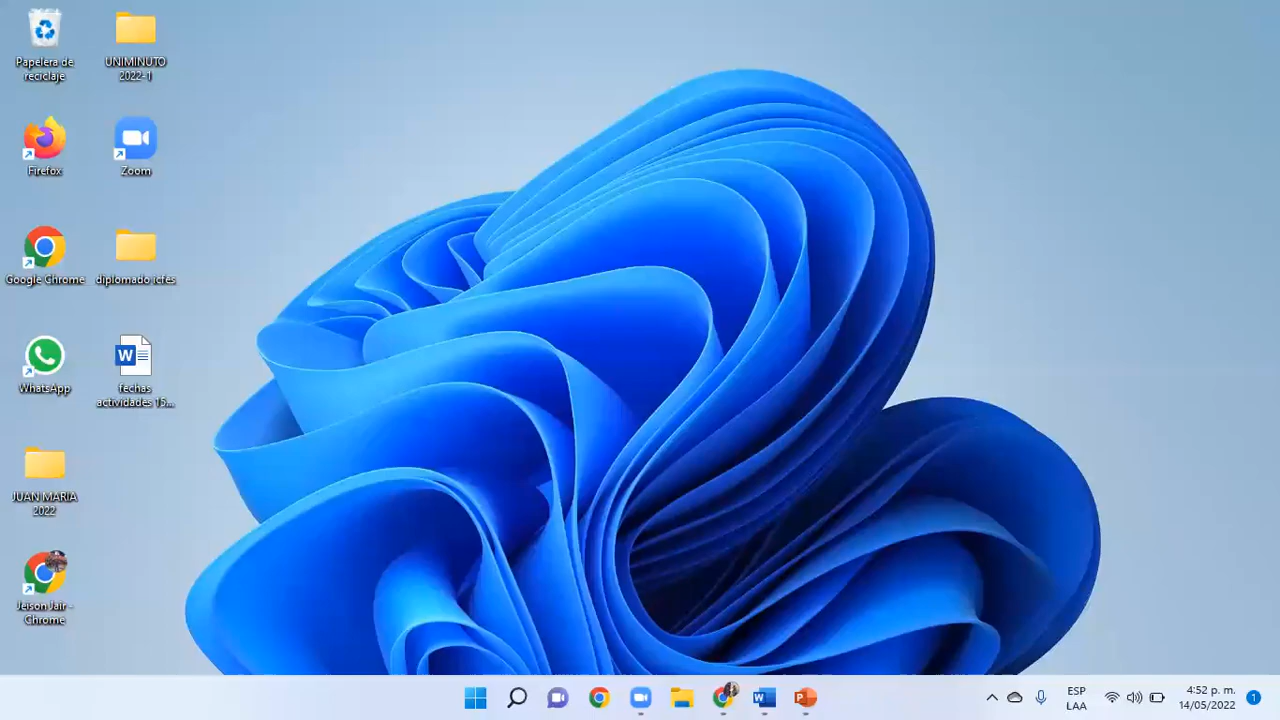 Papelera de
reciclaje
UNIMINUTO
2022-1
Firefox
Zoom
Google Chrome
diplomado icfes
WhatsApp
fechas
actividades 15...
JUAN MARIA
2022
Jeison Jair -
Chrome
ESP
LAA
4:52 p. m.
14/05/2022
1